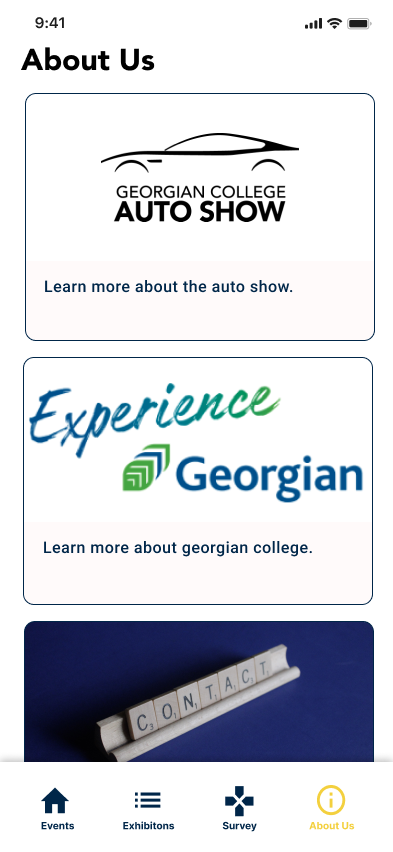 9:41
About Us
GEORGIAN COLLEGE
AUTO SHOW
Learn more about the auto show.
Experience
Georgian
Learn more about georgian college.
CONTACT
Events
Exhibitons
Survey
About Us